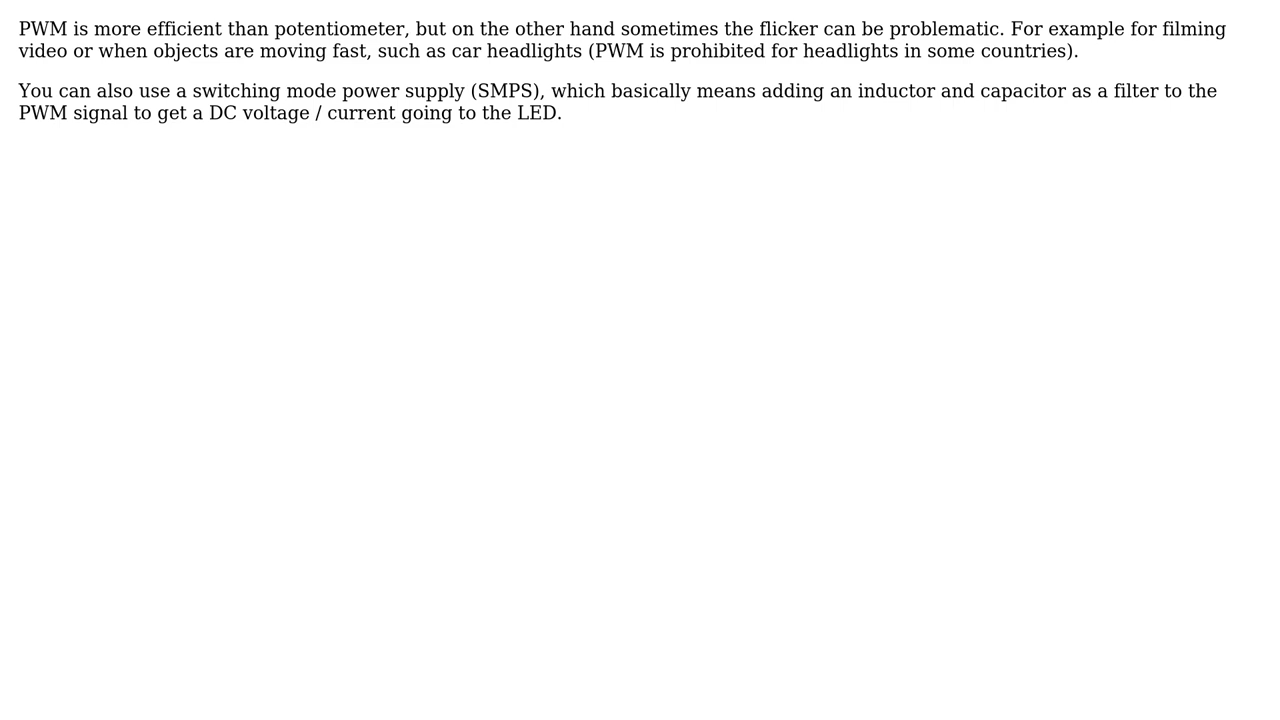 PWM is more efficient than potentiometer, but on the other hand sometimes the flicker can be problematic. For example for filming
video or when objects are moving fast, such as car headlights (PWM is prohibited for headlights in some countries).
You can also use a switching mode power supply (SMPS), which basically means adding an inductor and capacitor as a filter to the
PWM signal to get a DC voltage / current going to the LED.